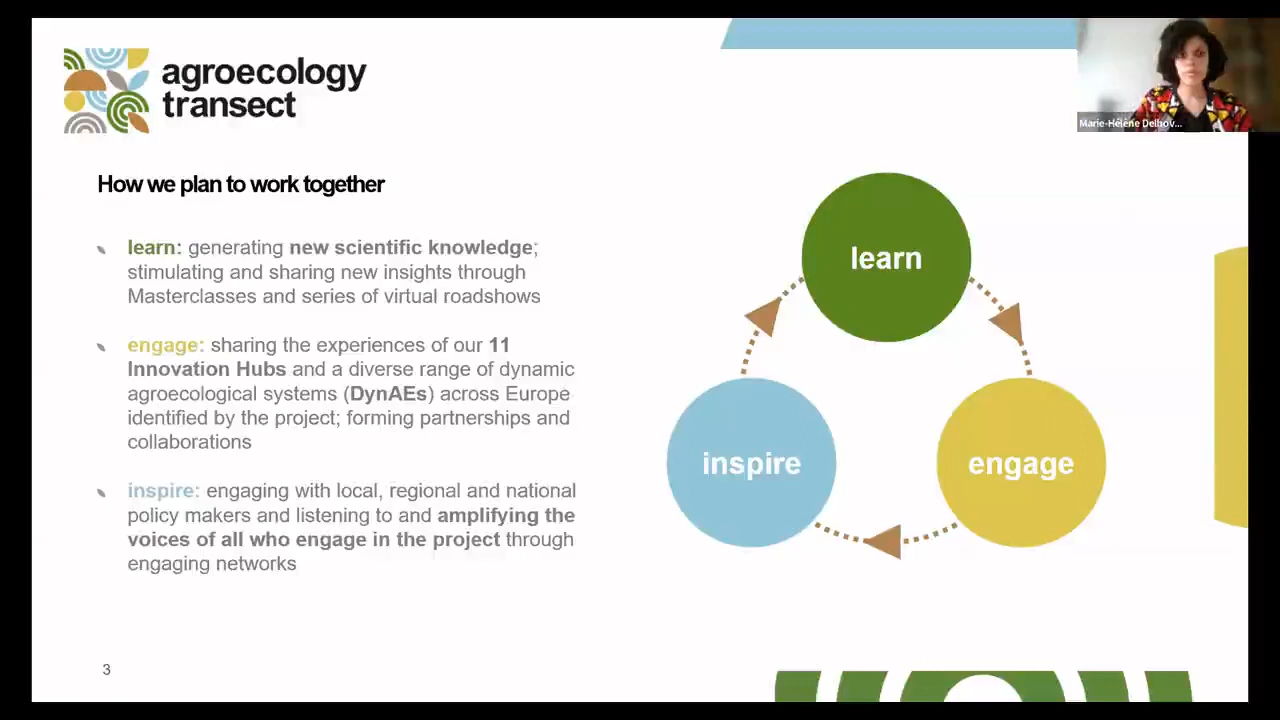 agroecology
transect
Marie-Hélène Delhov...
How we plan to work together
learn: generating new scientific knowledge;
stimulating and sharing new insights through
Masterclasses and series of virtual roadshows
engage: sharing the experiences of our 11
Innovation Hubs and a diverse range of dynamic
agroecological systems (DynAEs) across Europe
identified by the project; forming partnerships and
collaborations
inspire: engaging with local, regional and national
policy makers and listening to and amplifying the
voices of all who engage in the project through
engaging networks
learn
inspire
engage
3